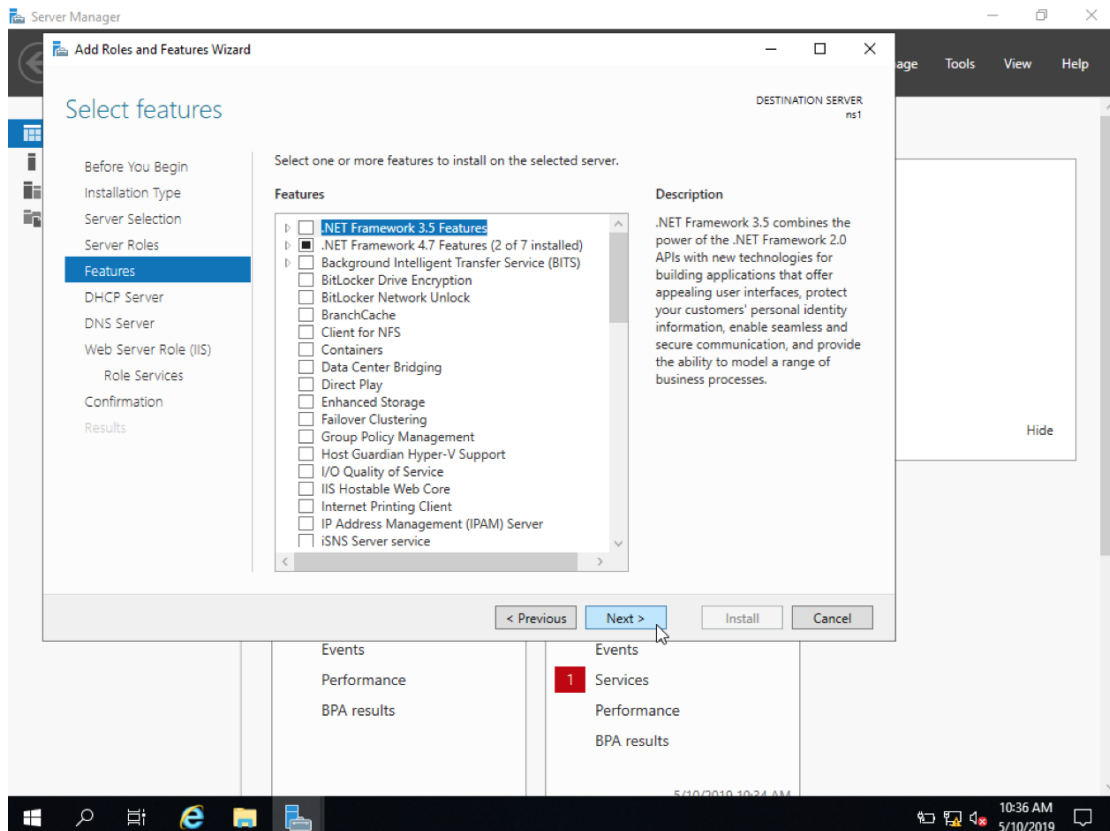 Server Manager
Add Roles and Features Wizard
age Tools View Help
Select features
DESTINATION SERVER
ns1
Before You Begin
Installation Type
Server Selection
Server Roles
Features
DHCP Server
DNS Server
Web Server Role (IIS)
Role Services
Confirmation
Results
Select one or more features to install on the selected server.
Features
.NET Framework 3.5 Features
.NET Framework 4.7 Features (2 of 7 installed)
Background Intelligent Transfer Service (BITS)
BitLocker Drive Encryption
BitLocker Network Unlock
BranchCache
Client for NFS
Containers
Data Center Bridging
Direct Play
Enhanced Storage
Failover Clustering
Group Policy Management
Host Guardian Hyper-V Support
I/O Quality of Service
IIS Hostable Web Core
Internet Printing Client
IP Address Management (IPAM) Server
iSNS Server service
Description
.NET Framework 3.5 combines the
power of the .NET Framework 2.0
APIs with new technologies for
building applications that offer
appealing user interfaces, protect
your customers' personal identity
information, enable seamless and
secure communication, and provide
the ability to model a range of
business processes.
Hide
< Previous
Next >
Install
Cancel
Events
Performance
BPA results
Events
1 Services
Performance
BPA results
5/10/2019 10:34 AM
10:36 AM
5/10/2019